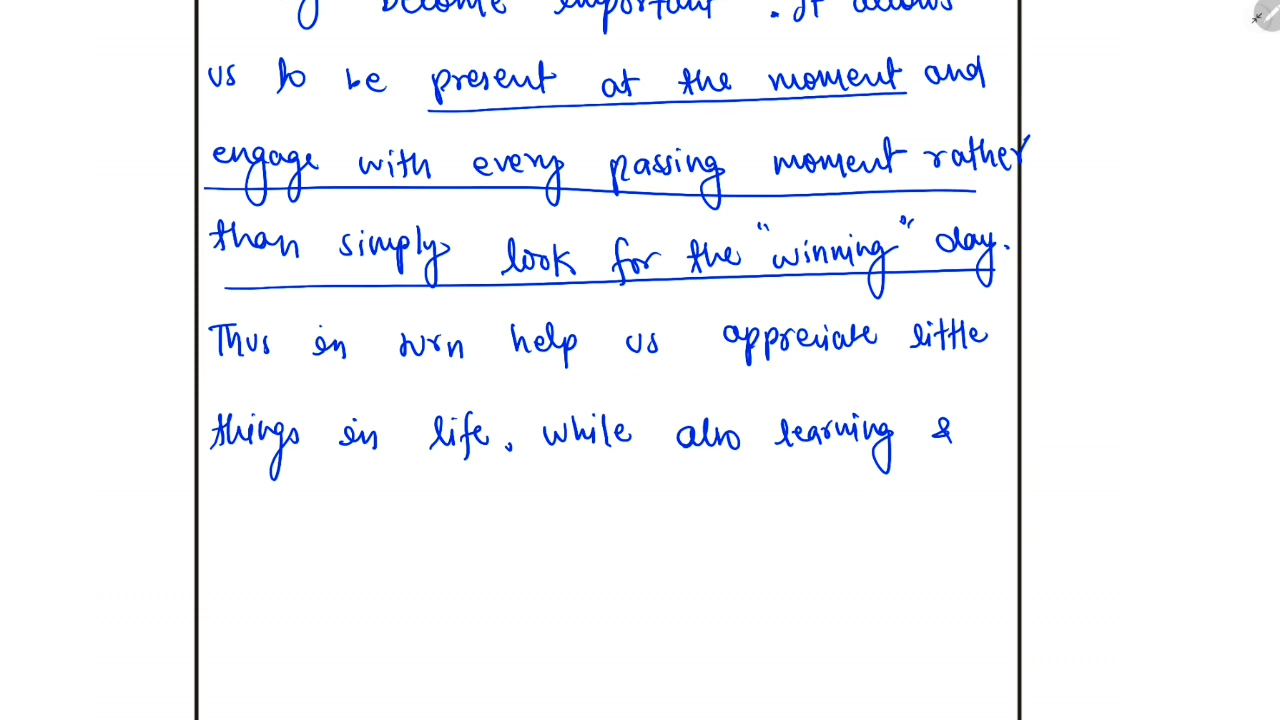 become important. It allows
us to be present at the moment and
engage with every passing moment rather
than simply look for the "winning" day.
Thus in turn help us appreciate little
things in life, while also learning &